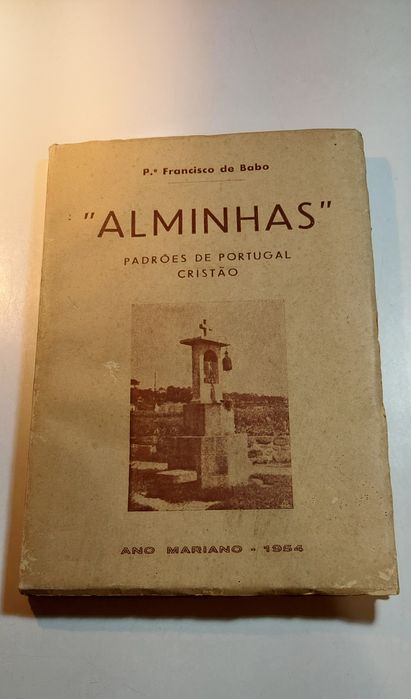 P.e Francisco de Babo
"ALMINHAS"
PADRÕES DE PORTUGAL
CRISTÃO
ANO MARIANO - 1954